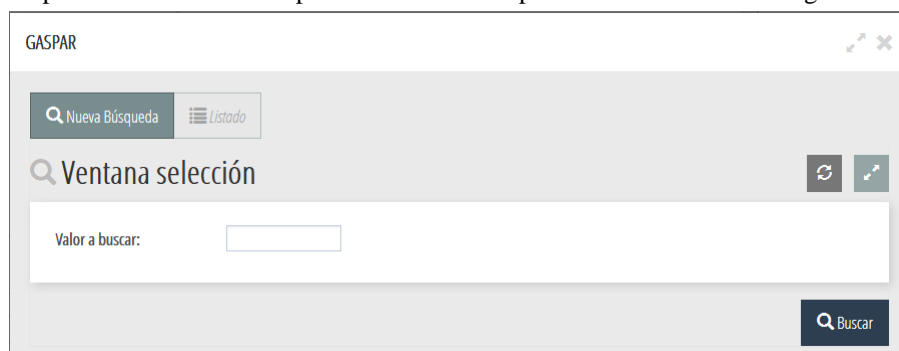 GASPAR
Nueva Búsqueda Listado
Ventana selección
Valor a buscar:
Buscar